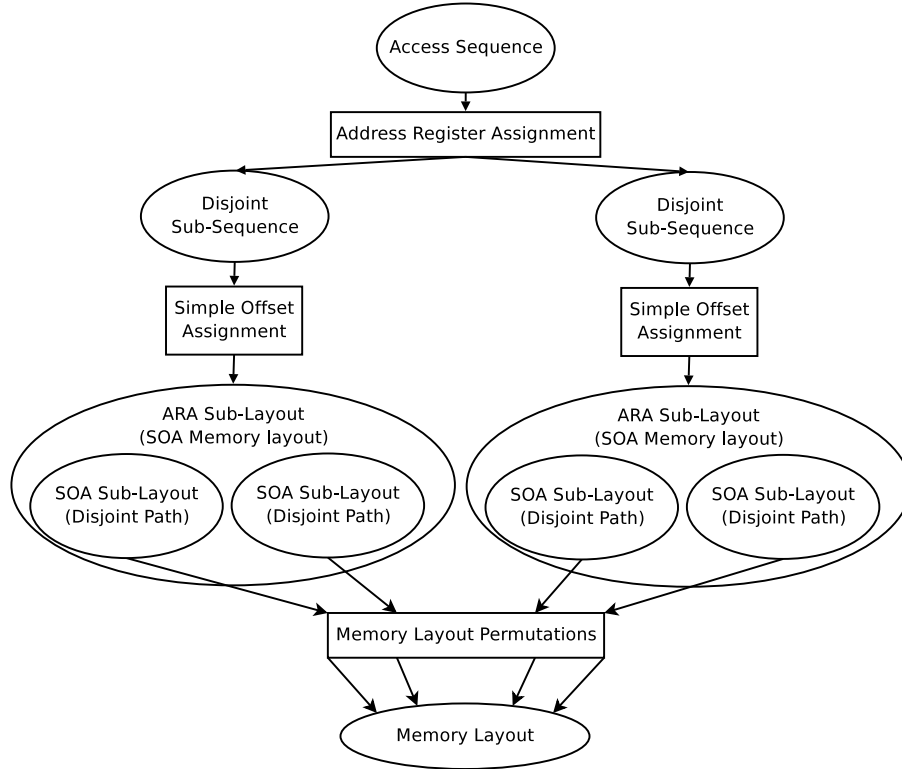 Access Sequence
Address Register Assignment
Disjoint
Sub-Sequence
Disjoint
Sub-Sequence
Simple Offset
Assignment
Simple Offset
Assignment
ARA Sub-Layout
(SOA Memory layout)
ARA Sub-Layout
(SOA Memory layout)
SOA Sub-Layout
(Disjoint Path)
SOA Sub-Layout
(Disjoint Path)
SOA Sub-Layout
(Disjoint Path)
SOA Sub-Layout
(Disjoint Path)
Memory Layout Permutations
Memory Layout